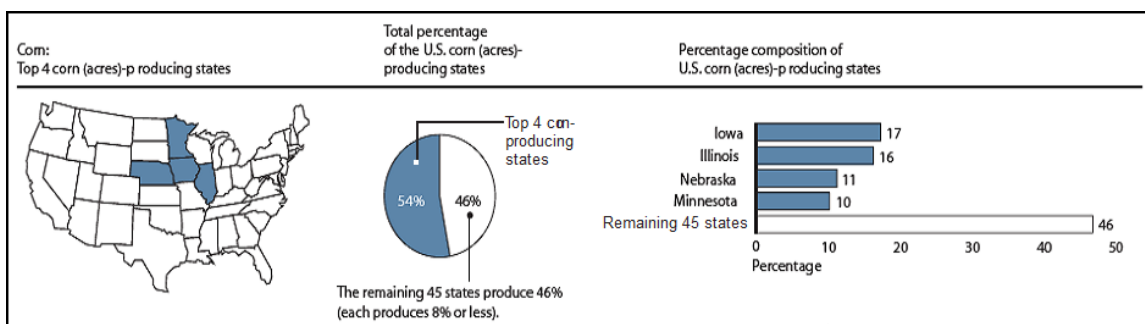 Corn:
Top 4 corn (acres)-p roducing states
Total percentage
of the U.S. corn (acres)-
producing states
Percentage composition of
U.S. corn (acres)-p roducing states
Top 4 con-
producing
states
54%
46%
The remaining 45 states produce 46%
(each produces 8% or less).
Iowa 17
Illinois 16
Nebraska 11
Minnesota 10
Remaining 45 states 46
0 10 20 30 40 50
Percentage